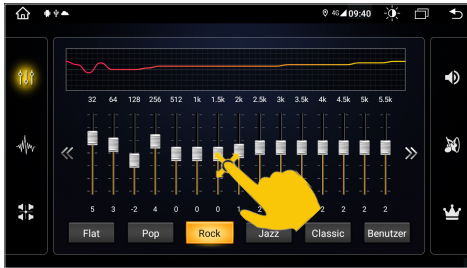 4G 09:40
32 64 128 256 512 1k 1.5k 2k 2.5k 3k 3.5k 4k 4.5k 5k 5.5k
5 3 -2 4 0 0 0 1 2 2 2 2
Flat Pop Rock Jazz Classic Benutzer